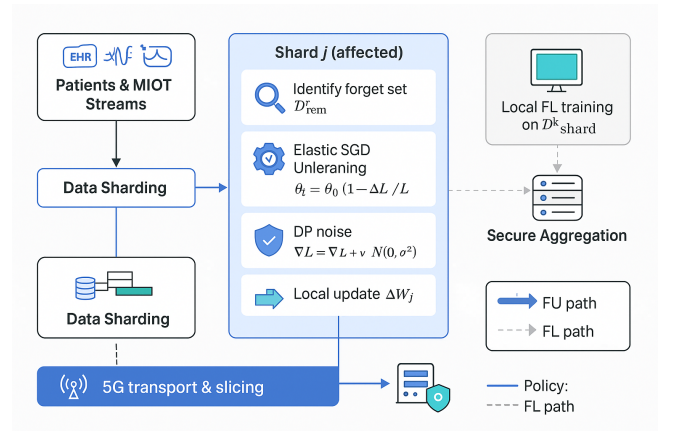 EHR
Patients & MIOT
Streams
Data Sharding
Data Sharding
5G transport & slicing
Shard j (affected)
Identify forget set
𝒟ʳrem
Elastic SGD
Unleraning
θt = θ0 (1−ΔL /L
DP noise
∇L = ∇L + ν N(0, σ²)
Local update ΔWj
Local FL training
on 𝒟ᵏshard
Secure Aggregation
FU path
FL path
Policy:
FL path